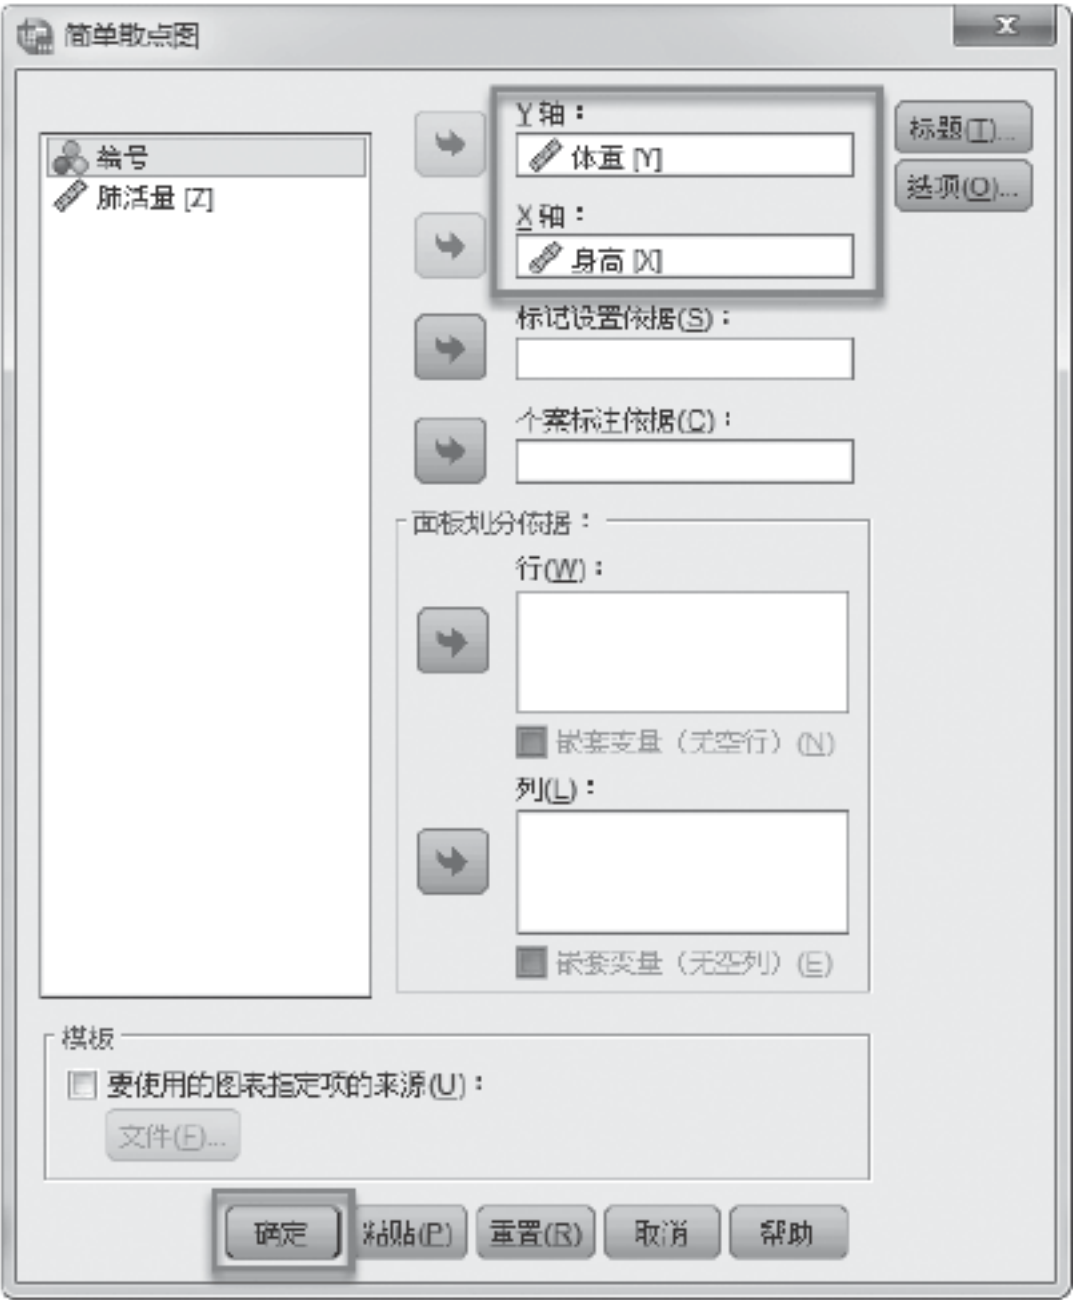 简单散点图
编号
肺活量 [Z]
Y 轴：
体重 [Y]
X 轴：
身高 [X]
标记设置依据(S)：
个案标注依据(C)：
面板划分依据：
行(W)：
嵌套变量（无空行）(N)
列(L)：
嵌套变量（无空列）(E)
标题(T)...
选项(O)...
模板
要使用的图表指定项的来源(U)：
文件(F)...
确定 粘贴(P) 重置(R) 取消 帮助